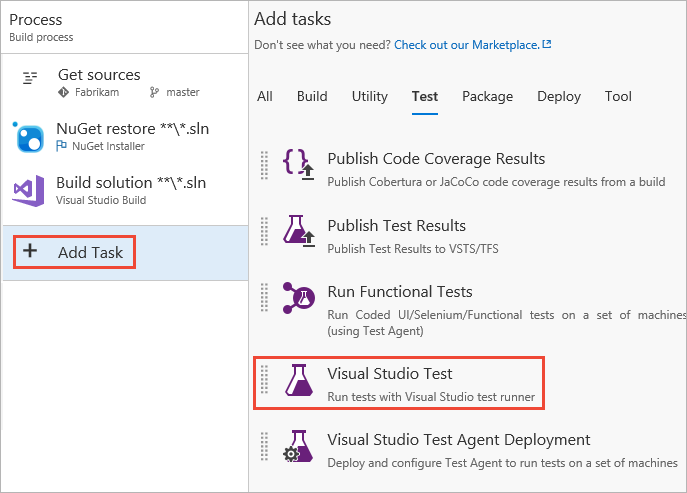 Process
Build process
Get sources
Fabrikam master
NuGet restore **\*.sln
NuGet Installer
Build solution **\*.sln
Visual Studio Build
+ Add Task
Add tasks
Don't see what you need? Check out our Marketplace.
All Build Utility Test Package Deploy Tool
Publish Code Coverage Results
Publish Cobertura or JaCoCo code coverage results from a build
Publish Test Results
Publish Test Results to VSTS/TFS
Run Functional Tests
Run Coded UI/Selenium/Functional tests on a set of machines
(using Test Agent)
Visual Studio Test
Run tests with Visual Studio test runner
Visual Studio Test Agent Deployment
Deploy and configure Test Agent to run tests on a set of machines